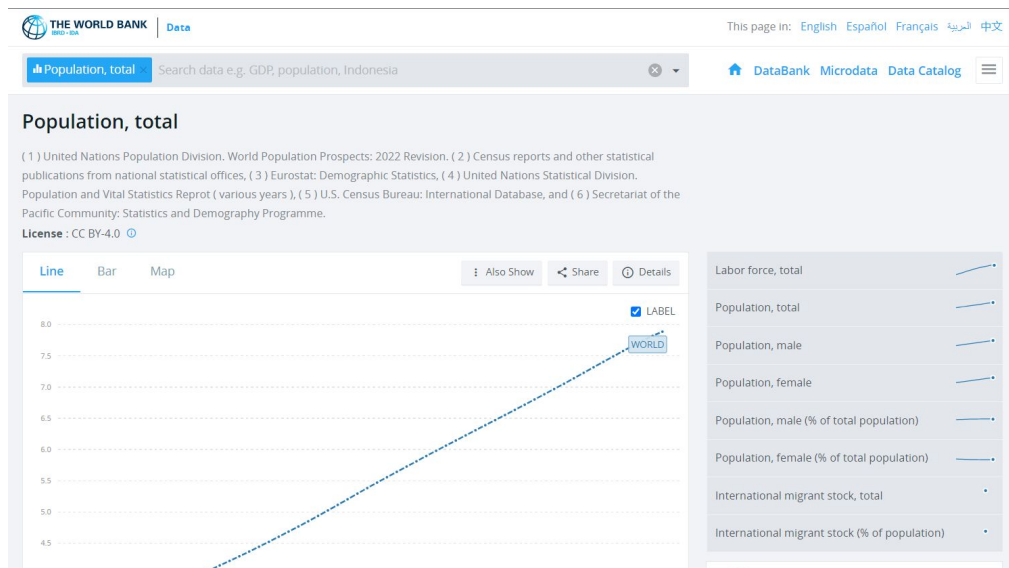 THE WORLD BANK
IBRD • IDA
Data
This page in: English Español Français العربية 中文
Population, total ×
Search data e.g. GDP, population, Indonesia
DataBank Microdata Data Catalog
Population, total
( 1 ) United Nations Population Division. World Population Prospects: 2022 Revision. ( 2 ) Census reports and other statistical
publications from national statistical offices, ( 3 ) Eurostat: Demographic Statistics, ( 4 ) United Nations Statistical Division.
Population and Vital Statistics Reprot ( various years ), ( 5 ) U.S. Census Bureau: International Database, and ( 6 ) Secretariat of the
Pacific Community: Statistics and Demography Programme.
License : CC BY-4.0
Line Bar Map
Also Show Share Details
LABEL
8.0
WORLD
7.5
7.0
6.5
6.0
5.5
5.0
4.5
Labor force, total
Population, total
Population, male
Population, female
Population, male (% of total population)
Population, female (% of total population)
International migrant stock, total
International migrant stock (% of population)